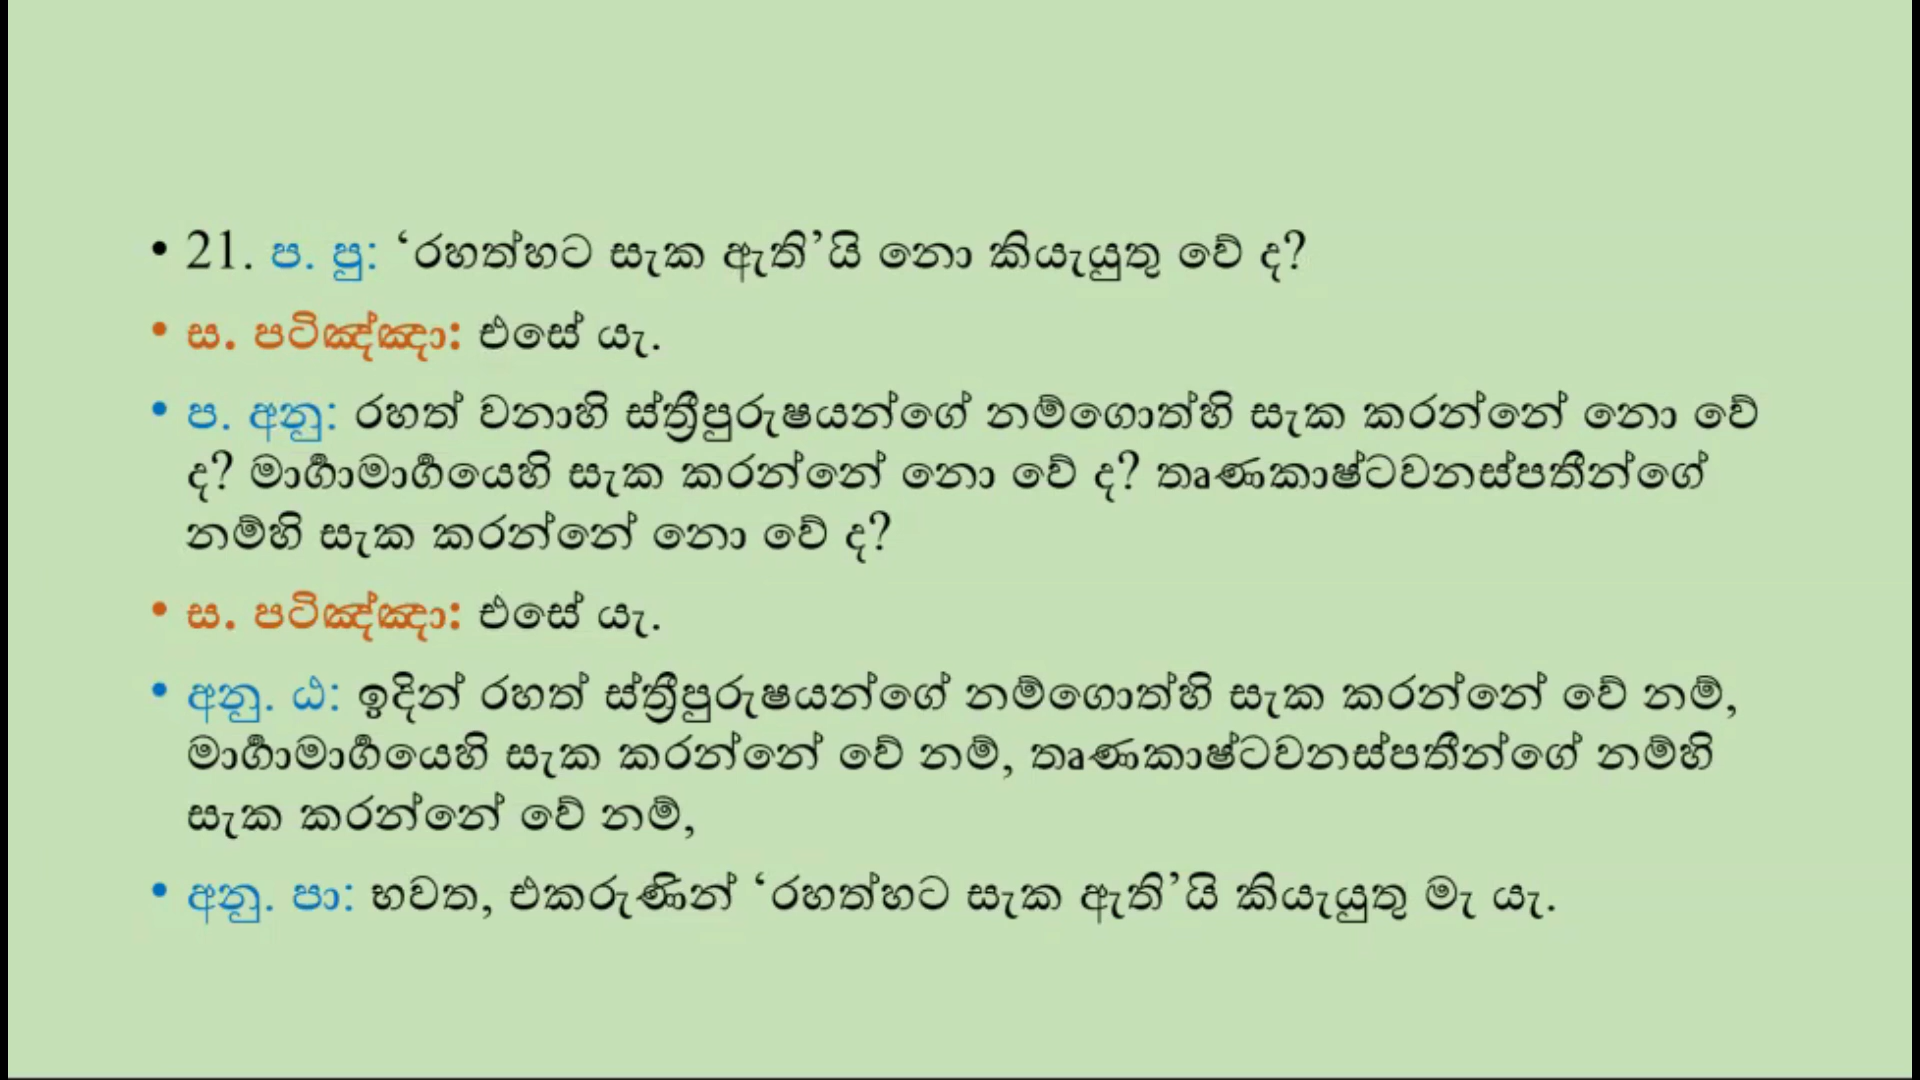 • 21. ප. පු: ‘රහත්හට සැක ඇති’යි නො කියැයුතු වේ ද?
• ස. පටිඤ්ඤා: එසේ යැ.
• ප. අනු: රහත් වනාහි ස්ත්‍රීපුරුෂයන්ගේ නම්ගොත්හි සැක කරන්නේ නො වේ
ද? මාර්‍ගාමාර්‍ගයෙහි සැක කරන්නේ නො වේ ද? තෘණකාෂ්ටවනස්පතීන්ගේ
නම්හි සැක කරන්නේ නො වේ ද?
• ස. පටිඤ්ඤා: එසේ යැ.
• අනු. ඨ: ඉදින් රහත් ස්ත්‍රීපුරුෂයන්ගේ නම්ගොත්හි සැක කරන්නේ වේ නම්,
මාර්‍ගාමාර්‍ගයෙහි සැක කරන්නේ වේ නම්, තෘණකාෂ්ටවනස්පතීන්ගේ නම්හි
සැක කරන්නේ වේ නම්,
• අනු. පා: භවත, එකරුණින් ‘රහත්හට සැක ඇති’යි කියැයුතු මැ යැ.